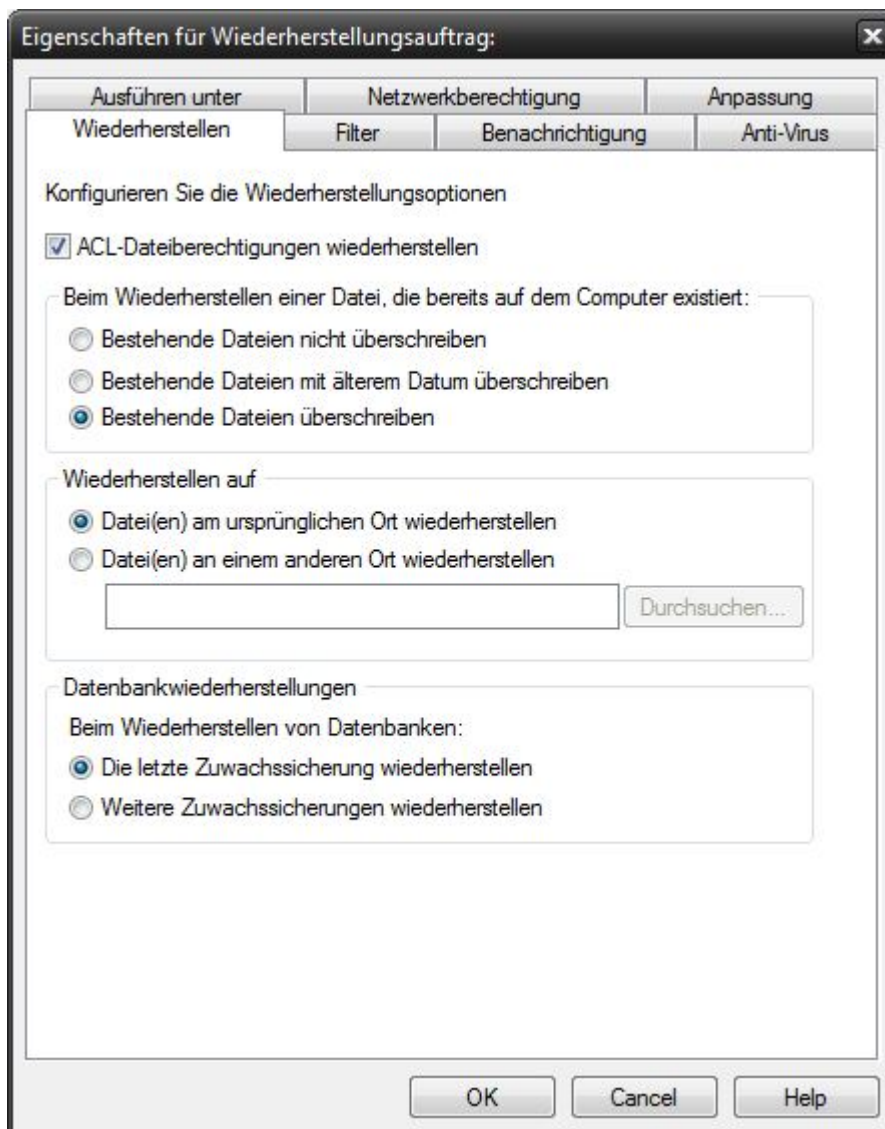 Eigenschaften für Wiederherstellungsauftrag:
Ausführen unter Netzwerkberechtigung Anpassung
Wiederherstellen Filter Benachrichtigung Anti-Virus
Konfigurieren Sie die Wiederherstellungsoptionen
ACL-Dateiberechtigungen wiederherstellen
Beim Wiederherstellen einer Datei, die bereits auf dem Computer existiert:
Bestehende Dateien nicht überschreiben
Bestehende Dateien mit älterem Datum überschreiben
Bestehende Dateien überschreiben
Wiederherstellen auf
Datei(en) am ursprünglichen Ort wiederherstellen
Datei(en) an einem anderen Ort wiederherstellen
Durchsuchen...
Datenbankwiederherstellungen
Beim Wiederherstellen von Datenbanken:
Die letzte Zuwachssicherung wiederherstellen
Weitere Zuwachssicherungen wiederherstellen
OK Cancel Help